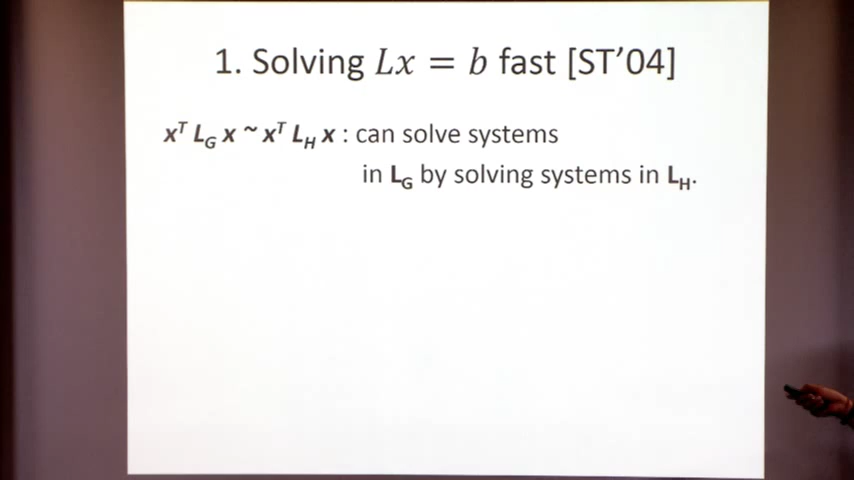 1. Solving Lx = b fast [ST'04]
x^T L_G x ~ x^T L_H x : can solve systems
in L_G by solving systems in L_H.